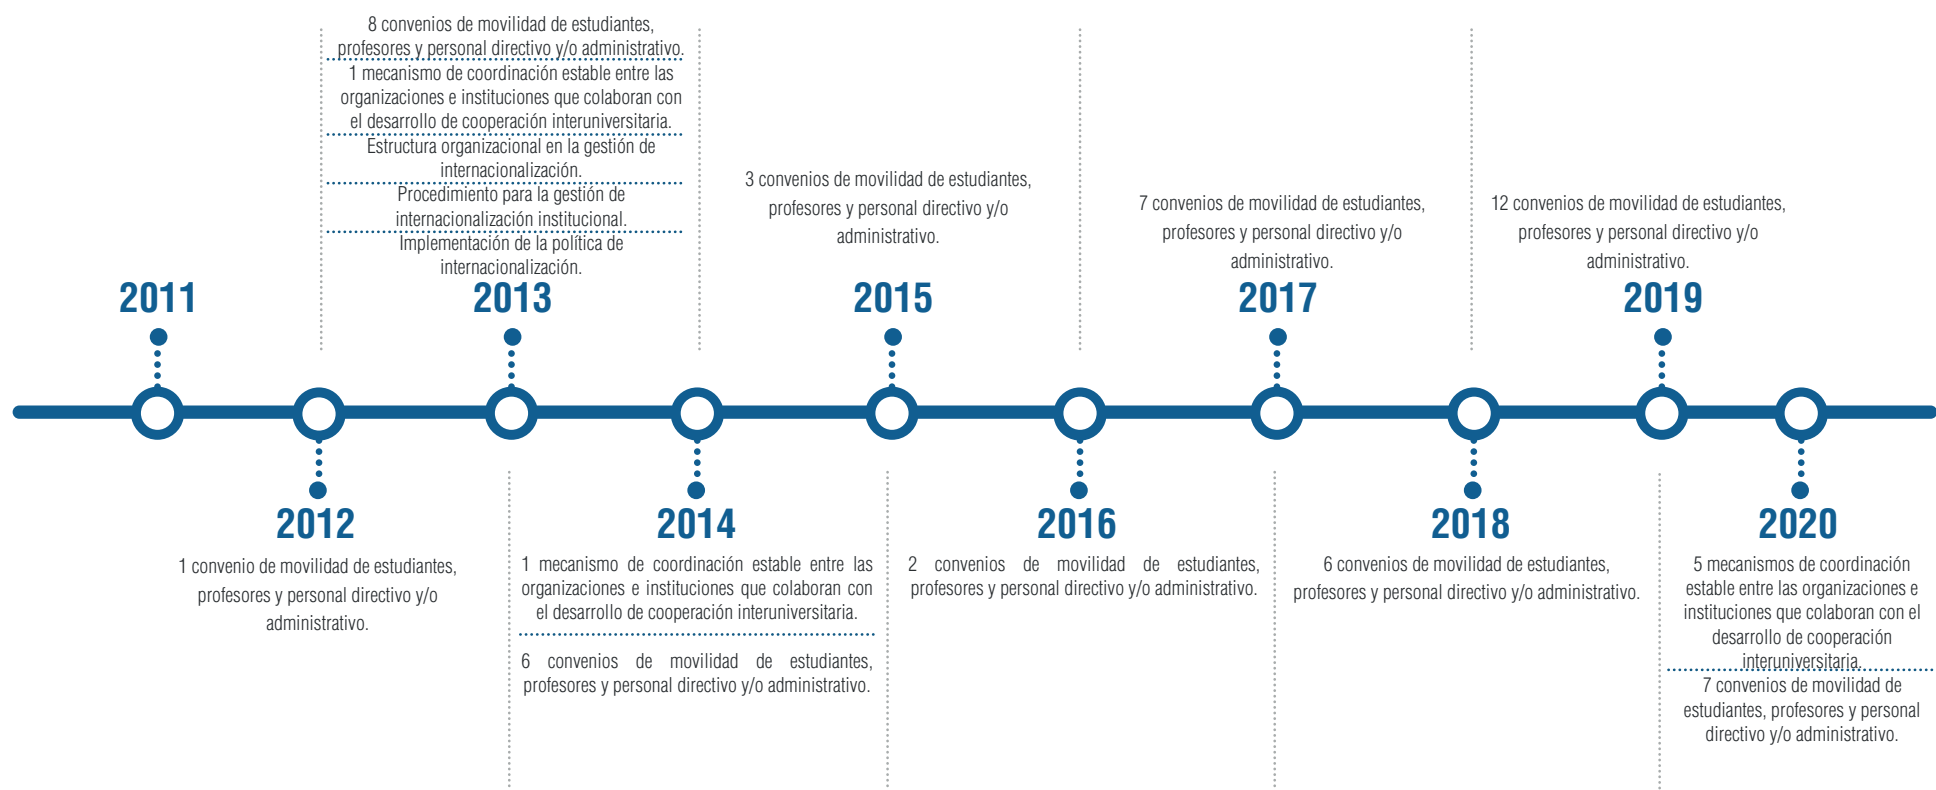 2011
8 convenios de movilidad de estudiantes,
profesores y personal directivo y/o administrativo.
1 mecanismo de coordinación estable entre las
organizaciones e instituciones que colaboran con
el desarrollo de cooperación interuniversitaria.
Estructura organizacional en la gestión de
internacionalización.
Procedimiento para la gestión de
internacionalización institucional.
Implementación de la política de
internacionalización.
2013
3 convenios de movilidad de estudiantes,
profesores y personal directivo y/o
administrativo.
2015
7 convenios de movilidad de estudiantes,
profesores y personal directivo y/o
administrativo.
2017
12 convenios de movilidad de estudiantes,
profesores y personal directivo y/o
administrativo.
2019
2012
1 convenio de movilidad de estudiantes,
profesores y personal directivo y/o
administrativo.
2014
1 mecanismo de coordinación estable entre las
organizaciones e instituciones que colaboran con
el desarrollo de cooperación interuniversitaria.
6 convenios de movilidad de estudiantes,
profesores y personal directivo y/o administrativo.
2016
2 convenios de movilidad de estudiantes,
profesores y personal directivo y/o administrativo.
2018
6 convenios de movilidad de estudiantes,
profesores y personal directivo y/o administrativo.
2020
5 mecanismos de coordinación
estable entre las organizaciones e
instituciones que colaboran con el
desarrollo de cooperación
interuniversitaria.
7 convenios de movilidad de
estudiantes, profesores y personal
directivo y/o administrativo.